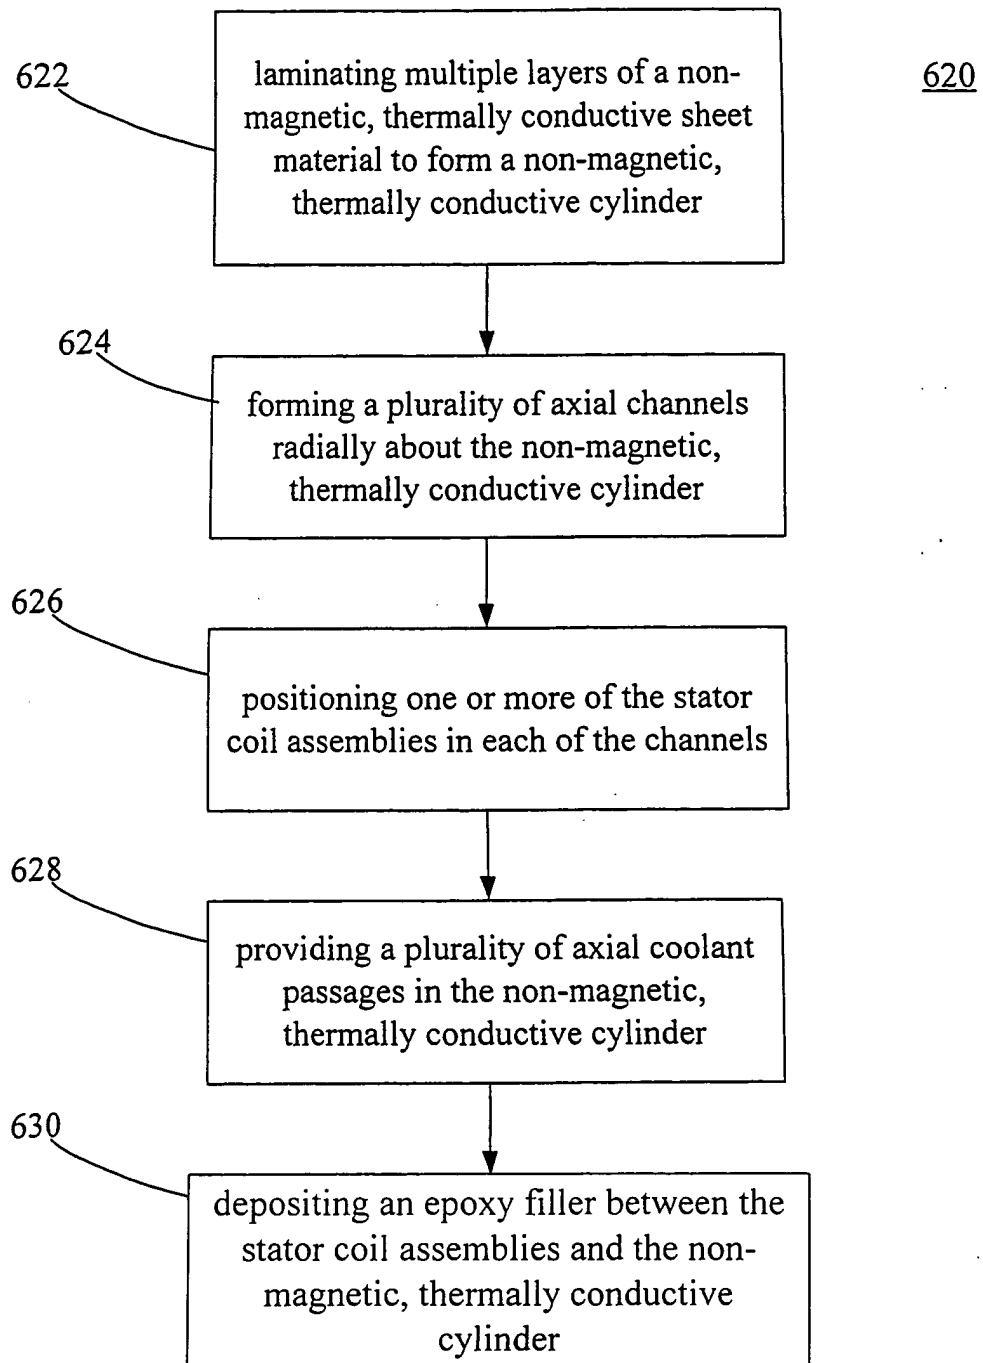 622
620
laminating multiple layers of a non-
magnetic, thermally conductive sheet
material to form a non-magnetic,
thermally conductive cylinder
624
forming a plurality of axial channels
radially about the non-magnetic,
thermally conductive cylinder
626
positioning one or more of the stator
coil assemblies in each of the channels
628
providing a plurality of axial coolant
passages in the non-magnetic,
thermally conductive cylinder
630
depositing an epoxy filler between the
stator coil assemblies and the non-
magnetic, thermally conductive
cylinder